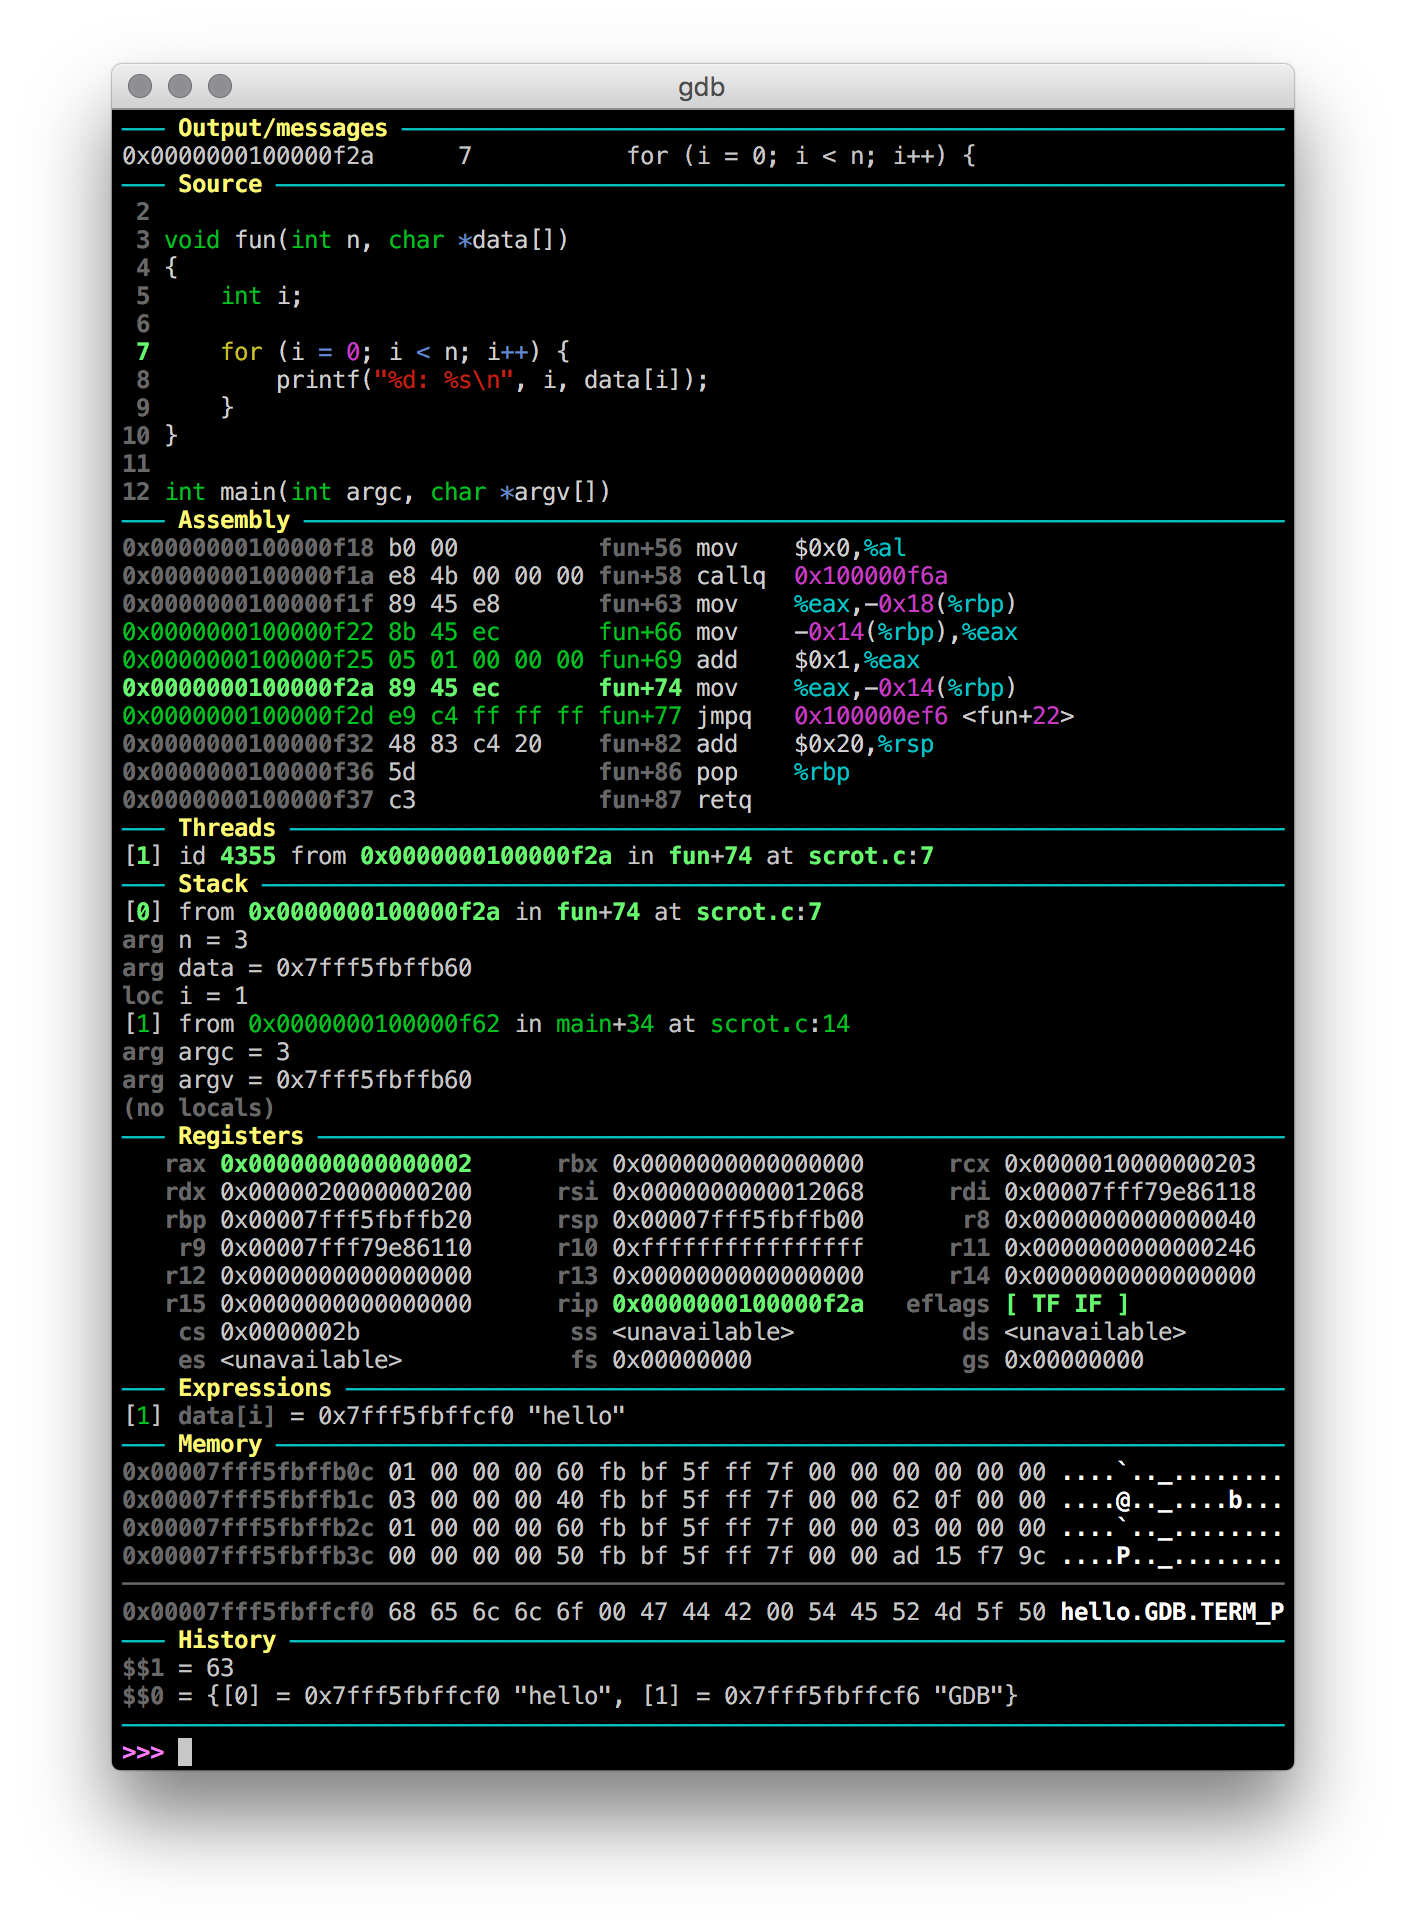 gdb
─── Output/messages ───
0x0000000100000f2a      7           for (i = 0; i < n; i++) {
─── Source ───
 2
 3 void fun(int n, char *data[])
 4 {
 5     int i;
 6
 7     for (i = 0; i < n; i++) {
 8         printf("%d: %s\n", i, data[i]);
 9     }
10 }
11
12 int main(int argc, char *argv[])
─── Assembly ───
0x0000000100000f18 b0 00          fun+56 mov    $0x0,%al
0x0000000100000f1a e8 4b 00 00 00 fun+58 callq  0x100000f6a
0x0000000100000f1f 89 45 e8       fun+63 mov    %eax,-0x18(%rbp)
0x0000000100000f22 8b 45 ec       fun+66 mov    -0x14(%rbp),%eax
0x0000000100000f25 05 01 00 00 00 fun+69 add    $0x1,%eax
0x0000000100000f2a 89 45 ec       fun+74 mov    %eax,-0x14(%rbp)
0x0000000100000f2d e9 c4 ff ff ff fun+77 jmpq   0x100000ef6 <fun+22>
0x0000000100000f32 48 83 c4 20    fun+82 add    $0x20,%rsp
0x0000000100000f36 5d             fun+86 pop    %rbp
0x0000000100000f37 c3             fun+87 retq
─── Threads ───
[1] id 4355 from 0x0000000100000f2a in fun+74 at scrot.c:7
─── Stack ───
[0] from 0x0000000100000f2a in fun+74 at scrot.c:7
arg n = 3
arg data = 0x7fff5fbffb60
loc i = 1
[1] from 0x0000000100000f62 in main+34 at scrot.c:14
arg argc = 3
arg argv = 0x7fff5fbffb60
(no locals)
─── Registers ───
   rax 0x0000000000000002      rbx 0x0000000000000000      rcx 0x0000010000000203
   rdx 0x0000020000000200      rsi 0x0000000000012068      rdi 0x00007fff79e86118
   rbp 0x00007fff5fbffb20      rsp 0x00007fff5fbffb00       r8 0x0000000000000040
    r9 0x00007fff79e86110      r10 0xffffffffffffffff      r11 0x0000000000000246
   r12 0x0000000000000000      r13 0x0000000000000000      r14 0x0000000000000000
   r15 0x0000000000000000      rip 0x0000000100000f2a   eflags [ TF IF ]
    cs 0x0000002b               ss <unavailable>            ds <unavailable>
    es <unavailable>            fs 0x00000000               gs 0x00000000
─── Expressions ───
[1] data[i] = 0x7fff5fbffcf0 "hello"
─── Memory ───
0x00007fff5fbffb0c 01 00 00 00 60 fb bf 5f ff 7f 00 00 00 00 00 00 ....`.._........
0x00007fff5fbffb1c 03 00 00 00 40 fb bf 5f ff 7f 00 00 62 0f 00 00 ....@.._....b...
0x00007fff5fbffb2c 01 00 00 00 60 fb bf 5f ff 7f 00 00 03 00 00 00 ....`.._........
0x00007fff5fbffb3c 00 00 00 00 50 fb bf 5f ff 7f 00 00 ad 15 f7 9c ....P.._........
0x00007fff5fbffcf0 68 65 6c 6c 6f 00 47 44 42 00 54 45 52 4d 5f 50 hello.GDB.TERM_P
─── History ───
$$1 = 63
$$0 = {[0] = 0x7fff5fbffcf0 "hello", [1] = 0x7fff5fbffcf6 "GDB"}
>>>